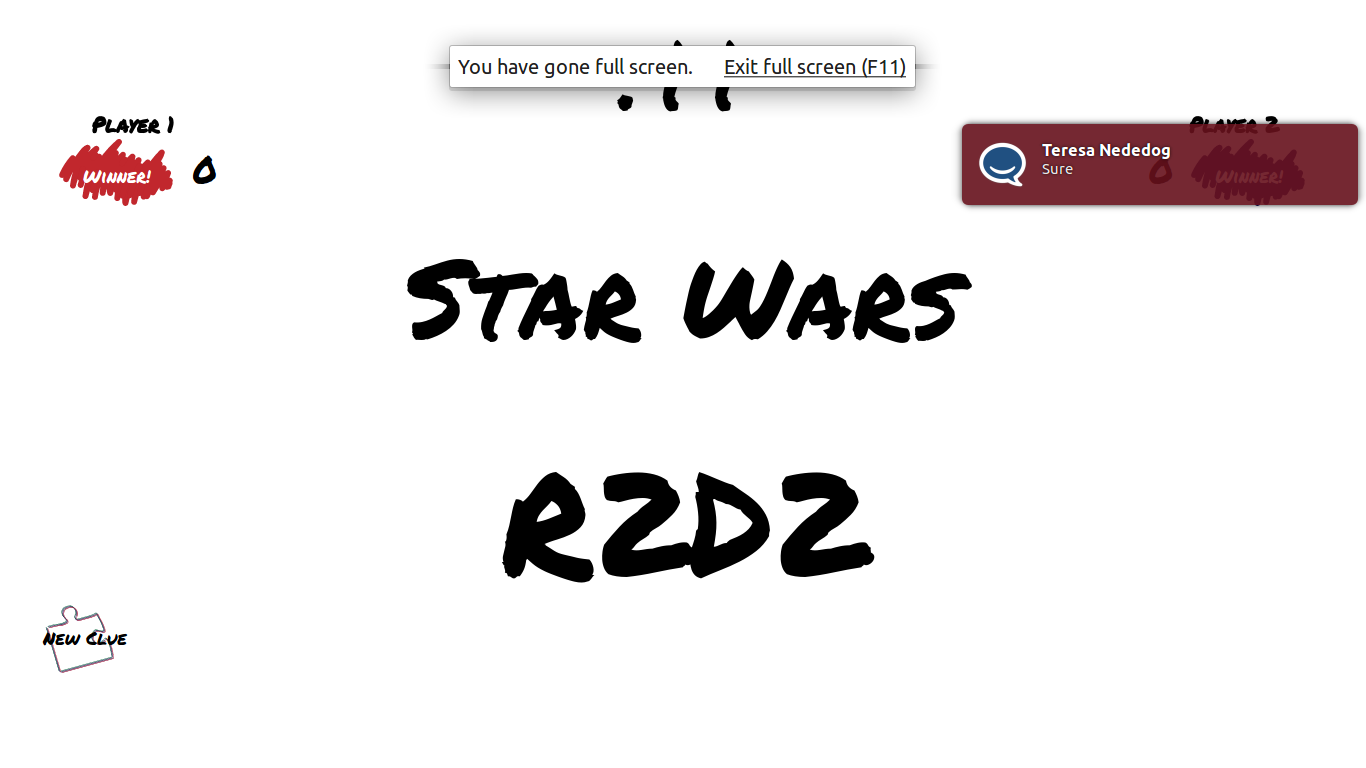 You have gone full screen. Exit full screen (F11)
Player 1
Winner!
0
Player 2
0
Winner!
Teresa Nededog
Sure
Star Wars
R2D2
New Clue